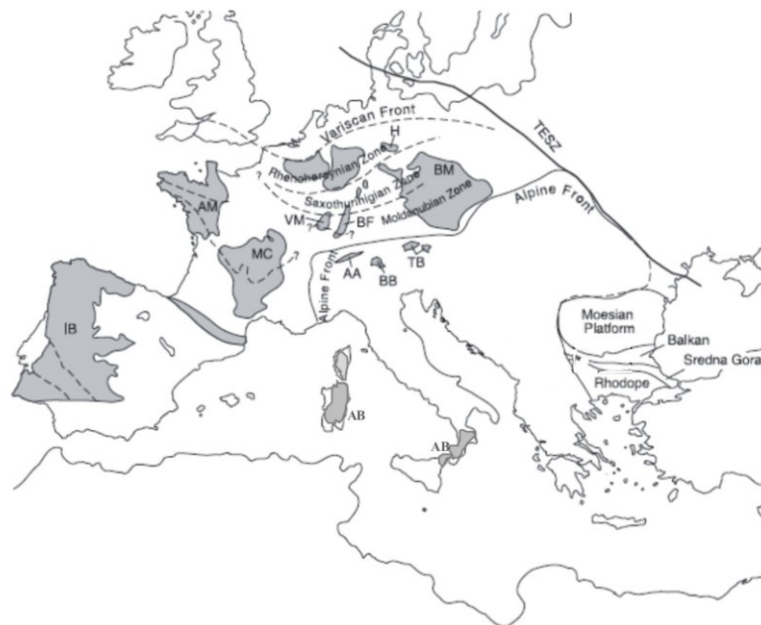 Variscan Front
H
TESZ
Rhenohercynian Zone
BM
Saxothuringian Zone
Alpine Front
AM
?
Moldanubian Zone
VM
BF
?
?
MC
?
TB
Alpine Front
AA
BB
Moesian
Platform
IB
Balkan
Sredna Gora
Rhodope
AB
AB